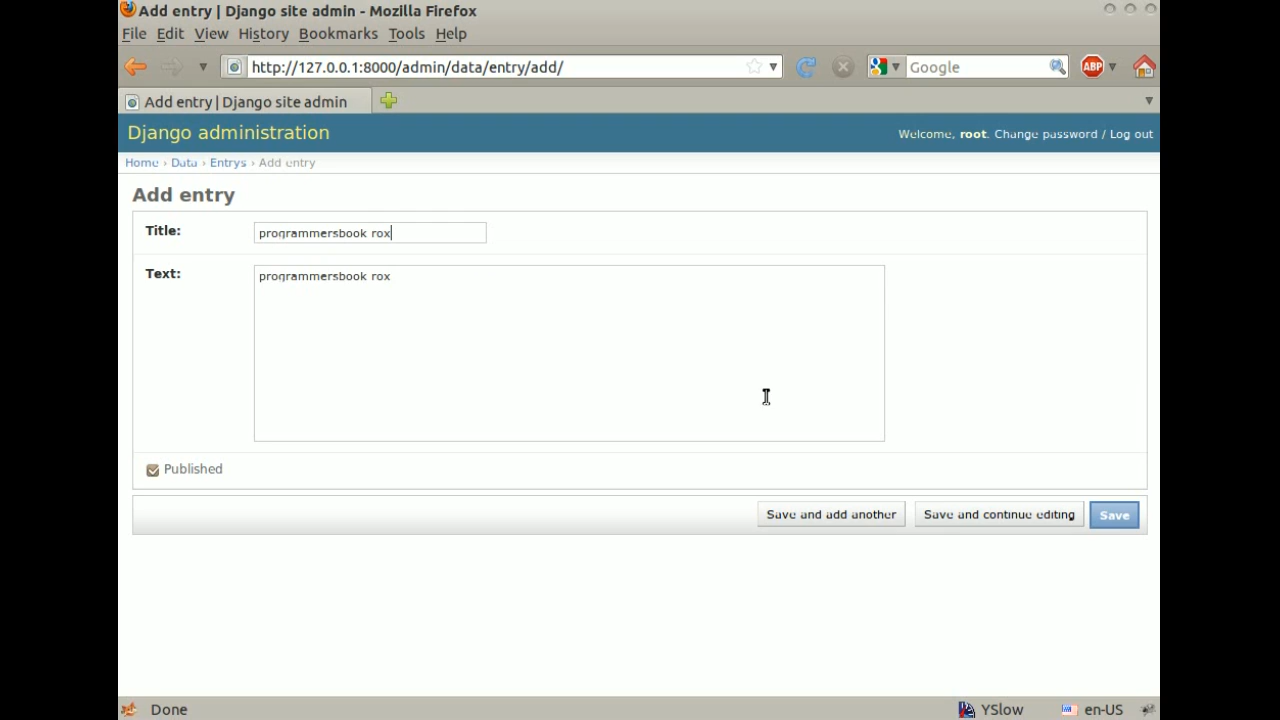 Add entry | Django site admin - Mozilla Firefox
File Edit View History Bookmarks Tools Help
http://127.0.0.1:8000/admin/data/entry/add/ Google ABP
Add entry | Django site admin
Django administration Welcome, root. Change password / Log out
Home › Data › Entrys › Add entry
Add entry
Title: programmersbook rox
Text: programmersbook rox
Published
Save and add another Save and continue editing Save
Done YSlow en-US